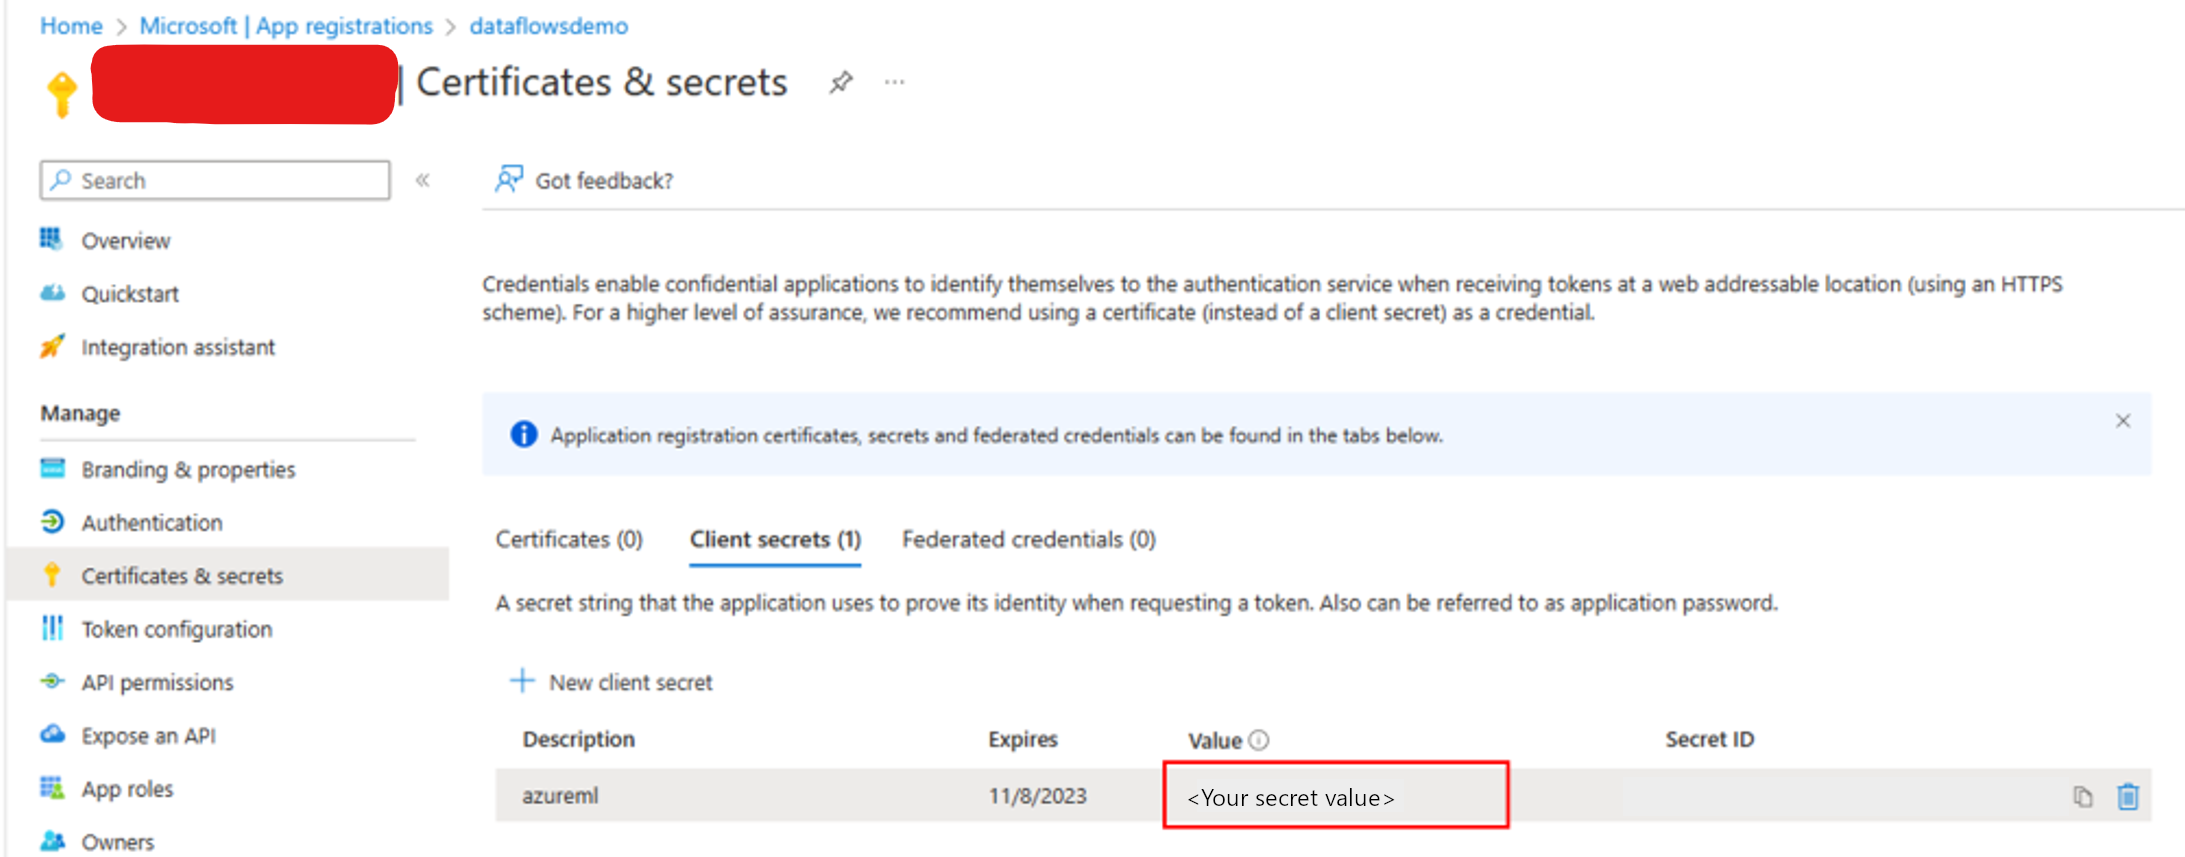 Home > Microsoft | App registrations > dataflowsdemo
| Certificates & secrets ...
Search «
Got feedback?
Overview
Quickstart
Integration assistant
Manage
Branding & properties
Authentication
Certificates & secrets
Token configuration
API permissions
Expose an API
App roles
Owners
Credentials enable confidential applications to identify themselves to the authentication service when receiving tokens at a web addressable location (using an HTTPS
scheme). For a higher level of assurance, we recommend using a certificate (instead of a client secret) as a credential.
Application registration certificates, secrets and federated credentials can be found in the tabs below.
Certificates (0) Client secrets (1) Federated credentials (0)
A secret string that the application uses to prove its identity when requesting a token. Also can be referred to as application password.
New client secret
Description Expires Value Secret ID
azureml 11/8/2023 <Your secret value>